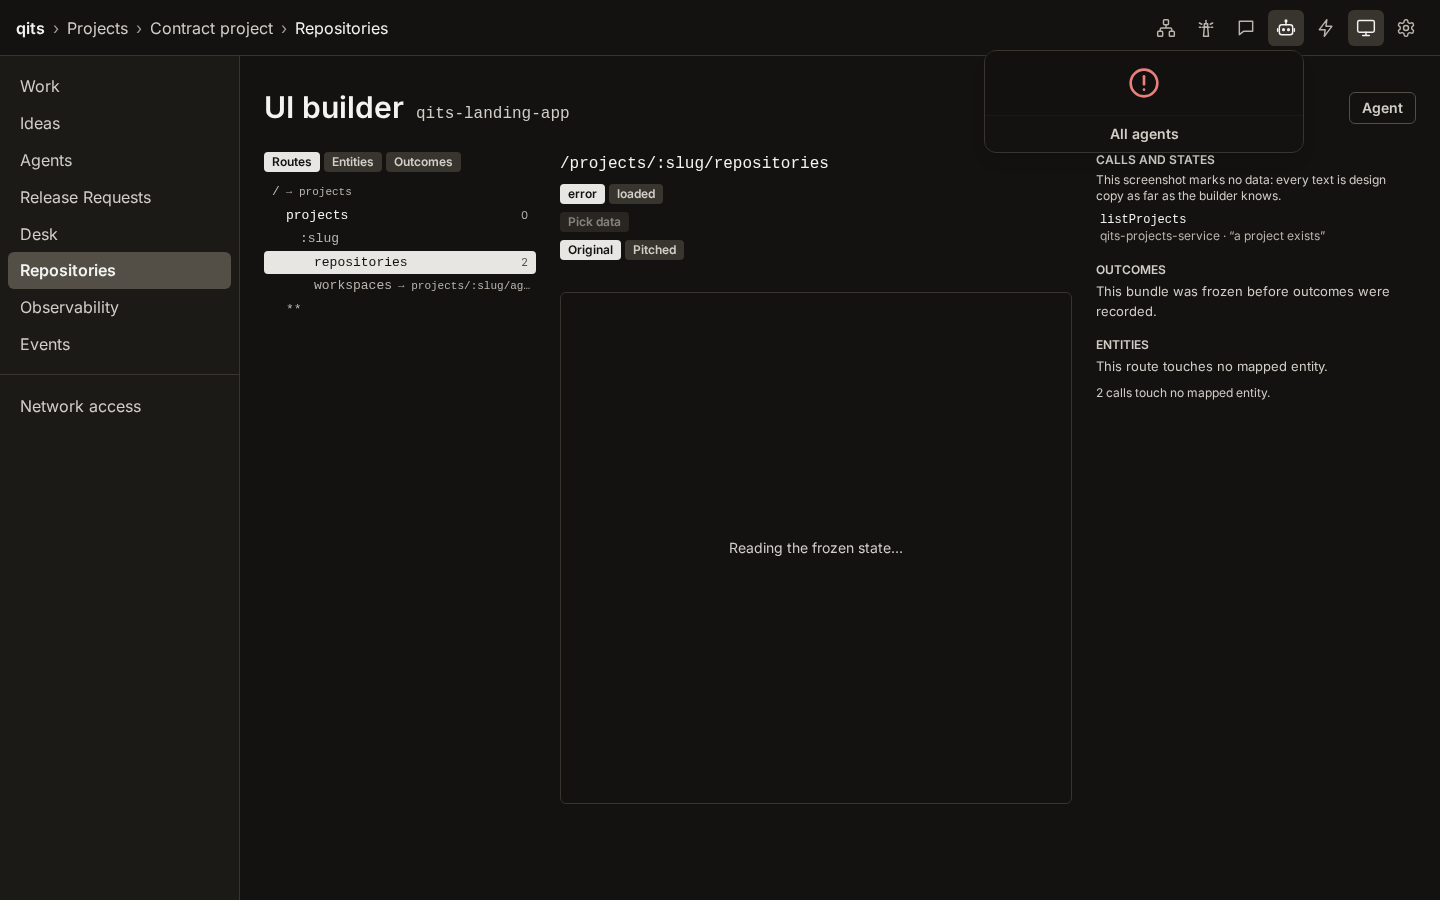 qits › Projects › Contract project › Repositories
Work
Ideas
Agents
Release Requests
Desk
Repositories
Observability
Events
Network access
UI builder qits-landing-app
Agent
All agents
Routes Entities Outcomes
/ → projects
projects 0
:slug
repositories 2
workspaces → projects/:slug/ag…
**
/projects/:slug/repositories
error loaded
Pick data
Original Pitched
Reading the frozen state…
CALLS AND STATES
This screenshot marks no data: every text is design
copy as far as the builder knows.
listProjects
qits-projects-service · “a project exists”
OUTCOMES
This bundle was frozen before outcomes were
recorded.
ENTITIES
This route touches no mapped entity.
2 calls touch no mapped entity.